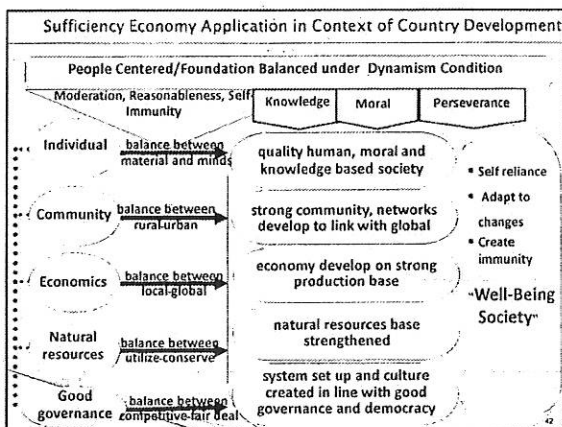 Sufficiency Economy Application in Context of Country Development
People Centered/Foundation Balanced under Dynamism Condition
Moderation, Reasonableness, Self-
Immunity
Knowledge
Moral
Perseverance
Individual
balance between
material and minds
quality human, moral and
knowledge based society
Community
balance between
rural-urban
strong community, networks
develop to link with global
Economics
balance between
local-global
economy develop on strong
production base
Natural
resources
balance between
utilize-conserve
natural resources base
strengthened
Good
governance
balance between
competitive-fair deal
system set up and culture
created in line with good
governance and democracy
• Self reliance
• Adapt to
changes
• Create
immunity
"Well-Being
Society"
42